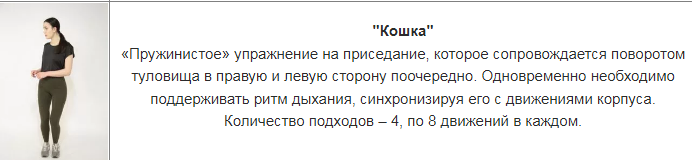 "Кошка"
«Пружинистое» упражнение на приседание, которое сопровождается поворотом
туловища в правую и левую сторону поочередно. Одновременно необходимо
поддерживать ритм дыхания, синхронизируя его с движениями корпуса.
Количество подходов – 4, по 8 движений в каждом.